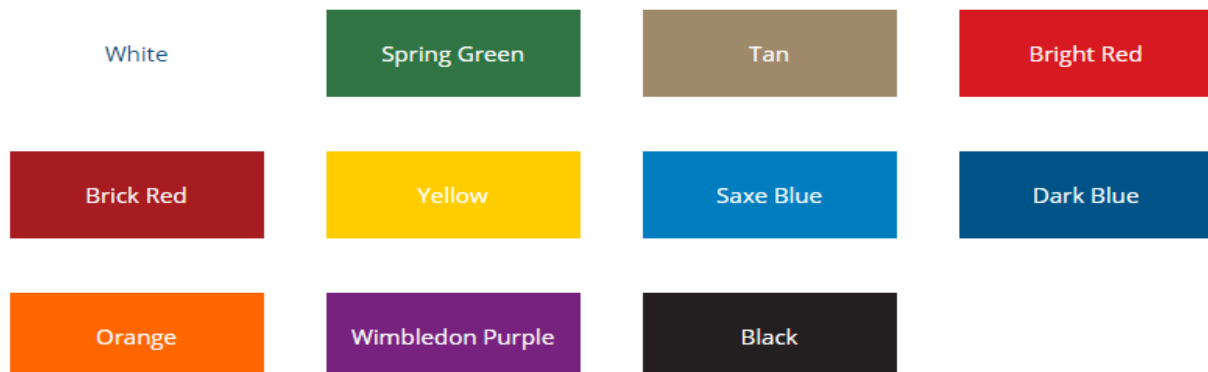 White
Spring Green
Tan
Bright Red
Brick Red
Yellow
Saxe Blue
Dark Blue
Orange
Wimbledon Purple
Black